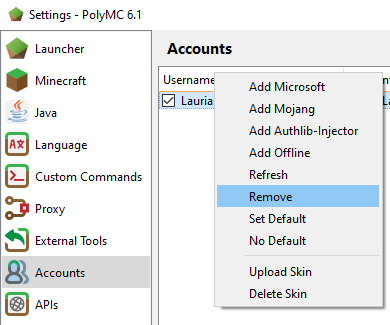 Settings - PolyMC 6.1
Launcher
Minecraft
Java
Language
Custom Commands
Proxy
External Tools
Accounts
APIs
Accounts
Username
Lauria
Add Microsoft
Add Mojang
Add Authlib-Injector
Add Offline
Refresh
Remove
Set Default
No Default
Upload Skin
Delete Skin